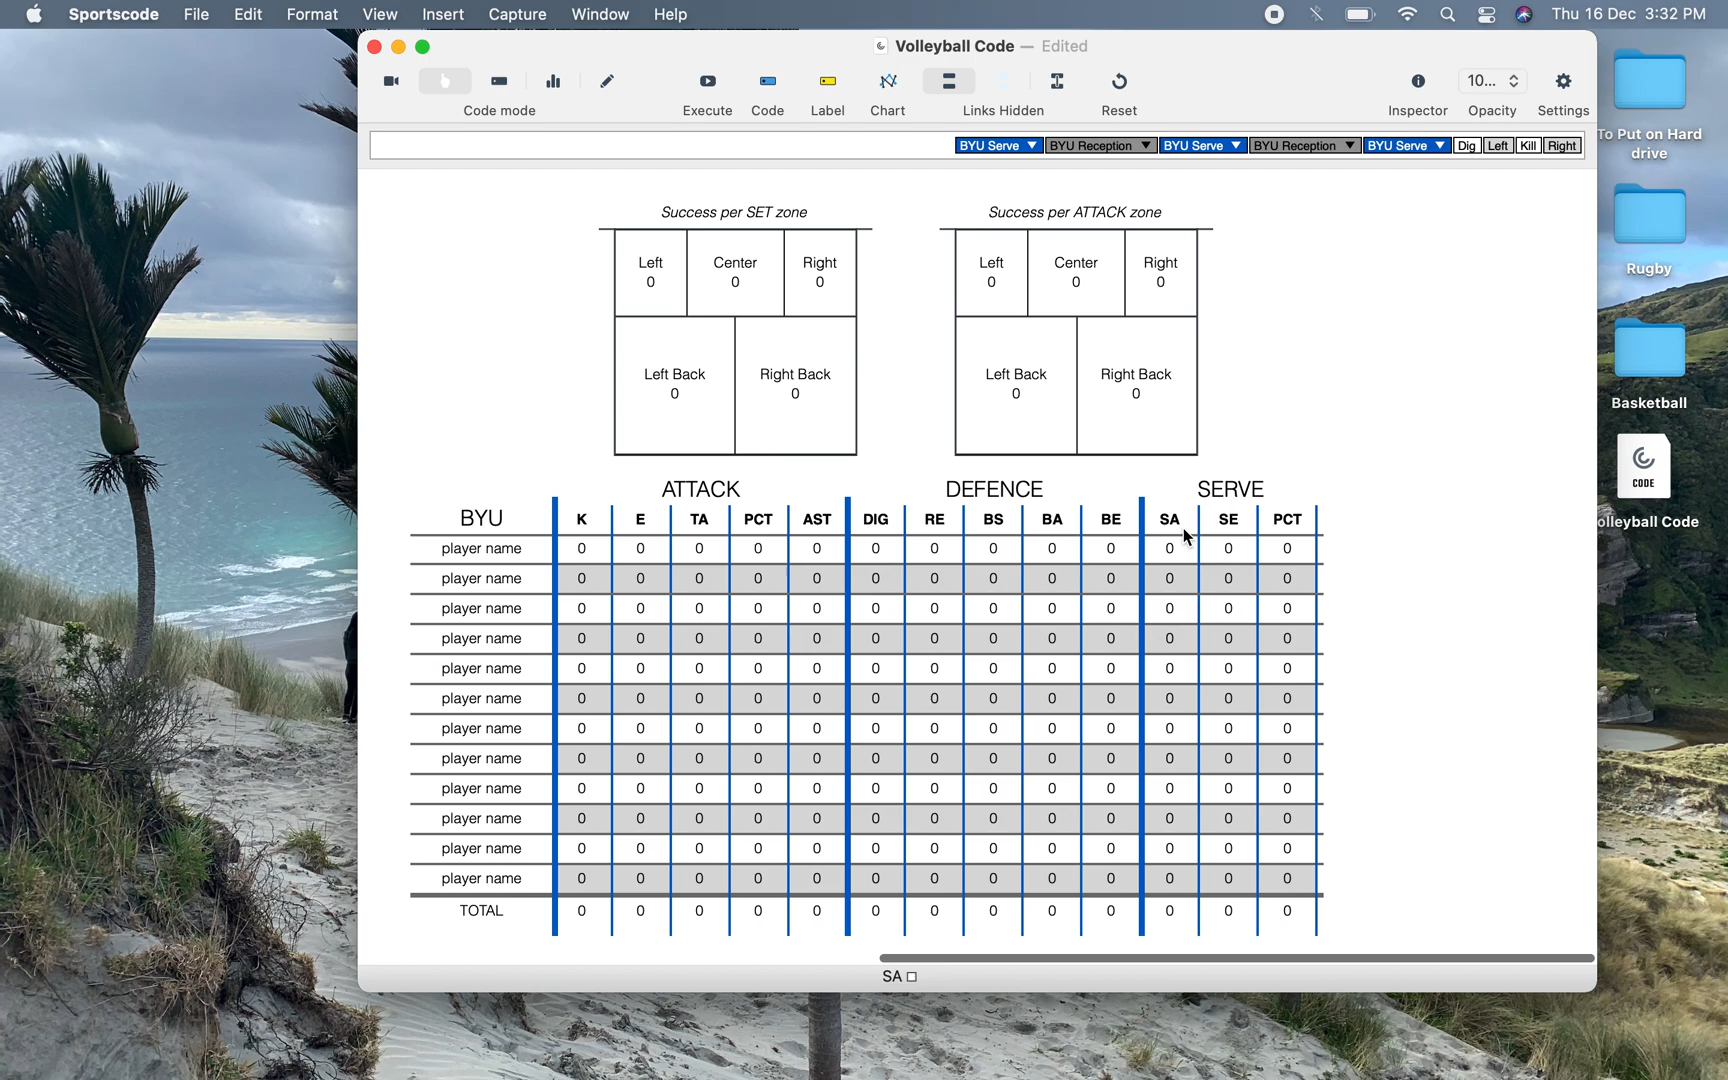 Sportscode File Edit Format View Insert Capture Window Help Thu 16 Dec 3:32 PM
Volleyball Code — Edited
10...
Code mode Execute Code Label Chart Links Hidden Reset Inspector Opacity Settings
BYU Serve BYU Reception BYU Serve BYU Reception BYU Serve Dig Left Kill Right
To Put on Hard
drive
Rugby
Basketball
CODE
olleyball Code
Success per SET zone Success per ATTACK zone
Left Center Right Left Center Right
0 0 0 0 0 0
Left Back Right Back Left Back Right Back
0 0 0 0
ATTACK DEFENCE SERVE
BYU K E TA PCT AST DIG RE BS BA BE SA SE PCT
player name 0 0 0 0 0 0 0 0 0 0 0 0 0
player name 0 0 0 0 0 0 0 0 0 0 0 0 0
player name 0 0 0 0 0 0 0 0 0 0 0 0 0
player name 0 0 0 0 0 0 0 0 0 0 0 0 0
player name 0 0 0 0 0 0 0 0 0 0 0 0 0
player name 0 0 0 0 0 0 0 0 0 0 0 0 0
player name 0 0 0 0 0 0 0 0 0 0 0 0 0
player name 0 0 0 0 0 0 0 0 0 0 0 0 0
player name 0 0 0 0 0 0 0 0 0 0 0 0 0
player name 0 0 0 0 0 0 0 0 0 0 0 0 0
player name 0 0 0 0 0 0 0 0 0 0 0 0 0
player name 0 0 0 0 0 0 0 0 0 0 0 0 0
TOTAL 0 0 0 0 0 0 0 0 0 0 0 0 0
SA